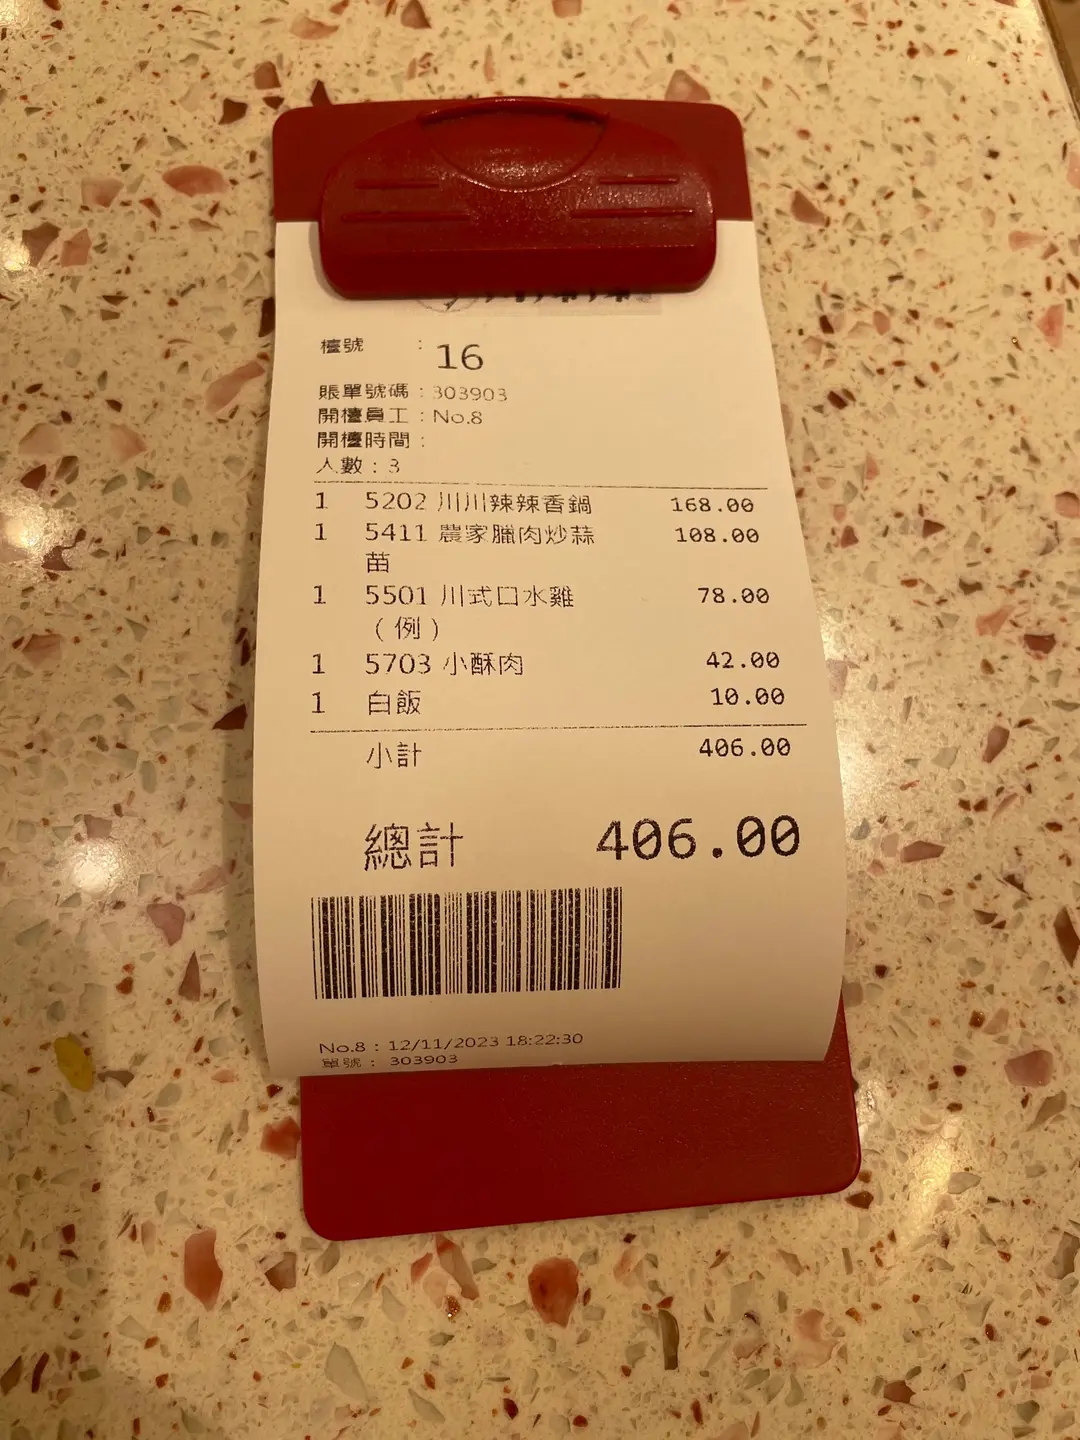 檯號 : 16
賬單號碼 : 303903
開檯員工 : No.8
開檯時間 :
人數 : 3
1 5202 川川辣辣香鍋 168.00
1 5411 農家臘肉炒蒜 108.00
苗
1 5501 川式口水雞 78.00
（例）
1 5703 小酥肉 42.00
1 白飯 10.00
小計 406.00
總計 406.00
No.8 : 12/11/2023 18:22:30
單號 : 303903